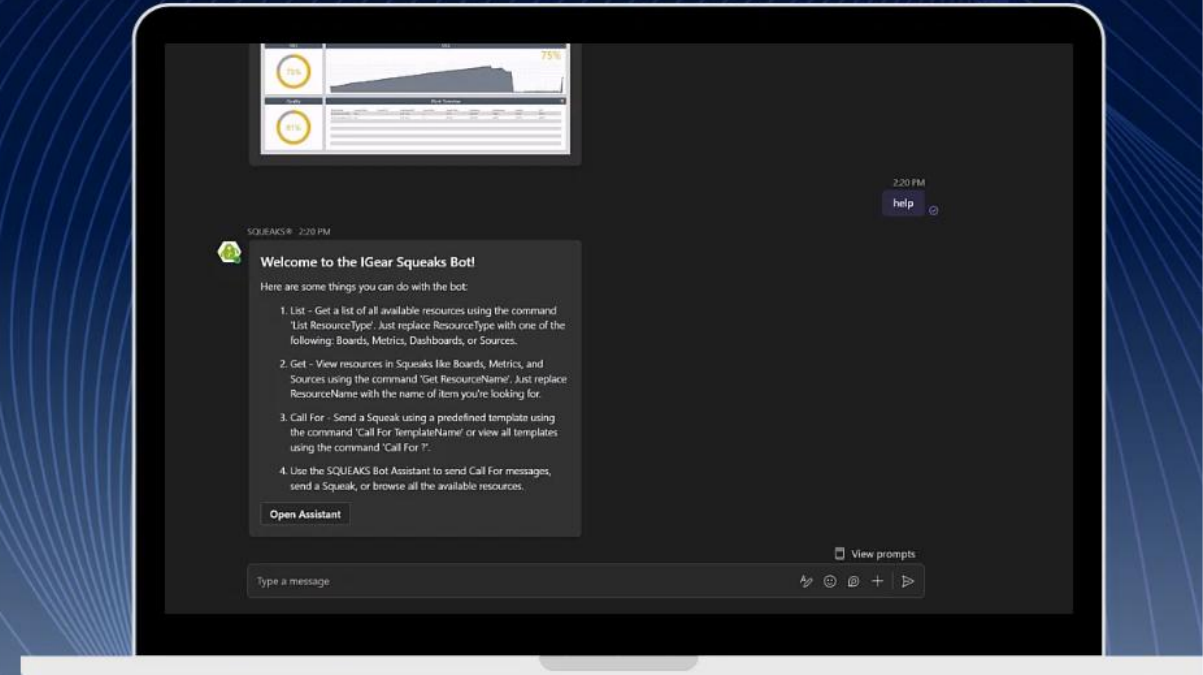 75%
75%
Quality
81%
2:20 PM
help
SQUEAKS® 2:20 PM
Welcome to the IGear Squeaks Bot!
Here are some things you can do with the bot:
1. List - Get a list of all available resources using the command
'List ResourceType'. Just replace ResourceType with one of the
following: Boards, Metrics, Dashboards, or Sources.
2. Get - View resources in Squeaks like Boards, Metrics, and
Sources using the command 'Get ResourceName'. Just replace
ResourceName with the name of item you're looking for.
3. Call For - Send a Squeak using a predefined template using
the command 'Call For TemplateName' or view all templates
using the command 'Call For ?'.
4. Use the SQUEAKS Bot Assistant to send Call For messages,
send a Squeak, or browse all the available resources.
Open Assistant
View prompts
Type a message